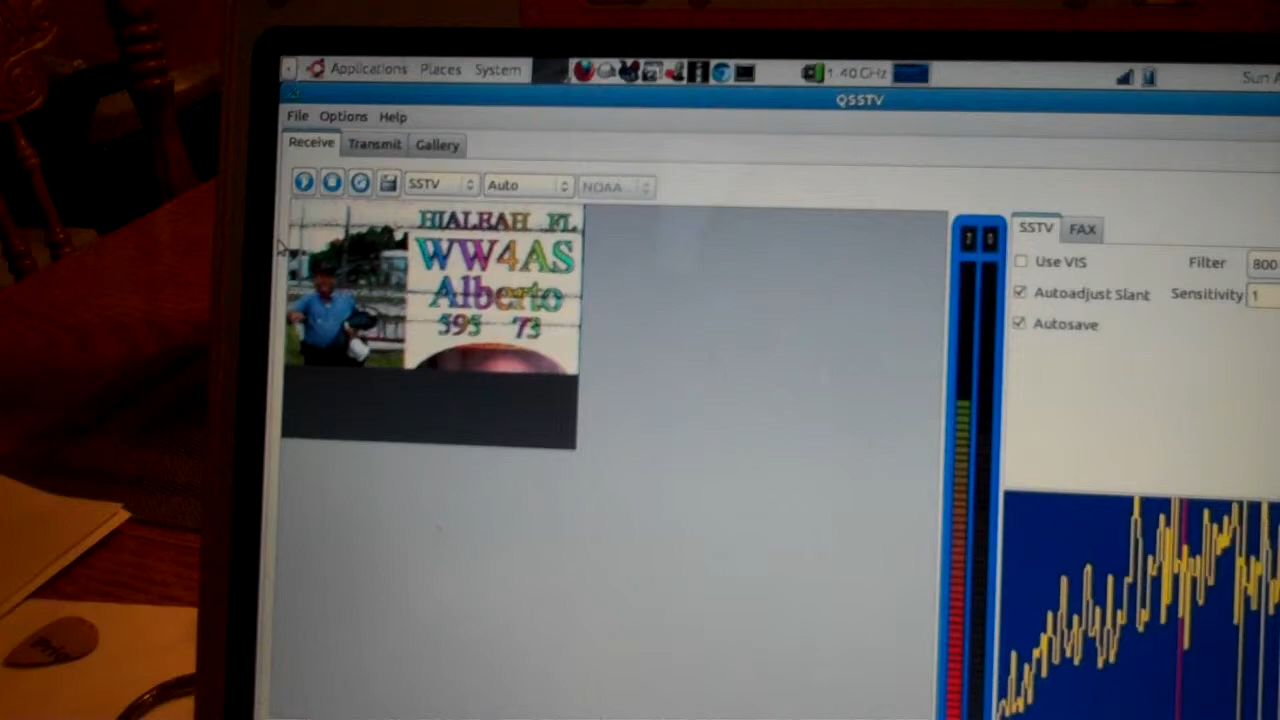 Applications Places System
1.40 GHz
Sun A
QSSTV
File Options Help
Receive Transmit Gallery
SSTV Auto NOAA
HIALEAH FL
WW4AS
Alberto
595 73
SSTV FAX
Use VIS Filter 800
Autoadjust Slant Sensitivity 1
Autosave